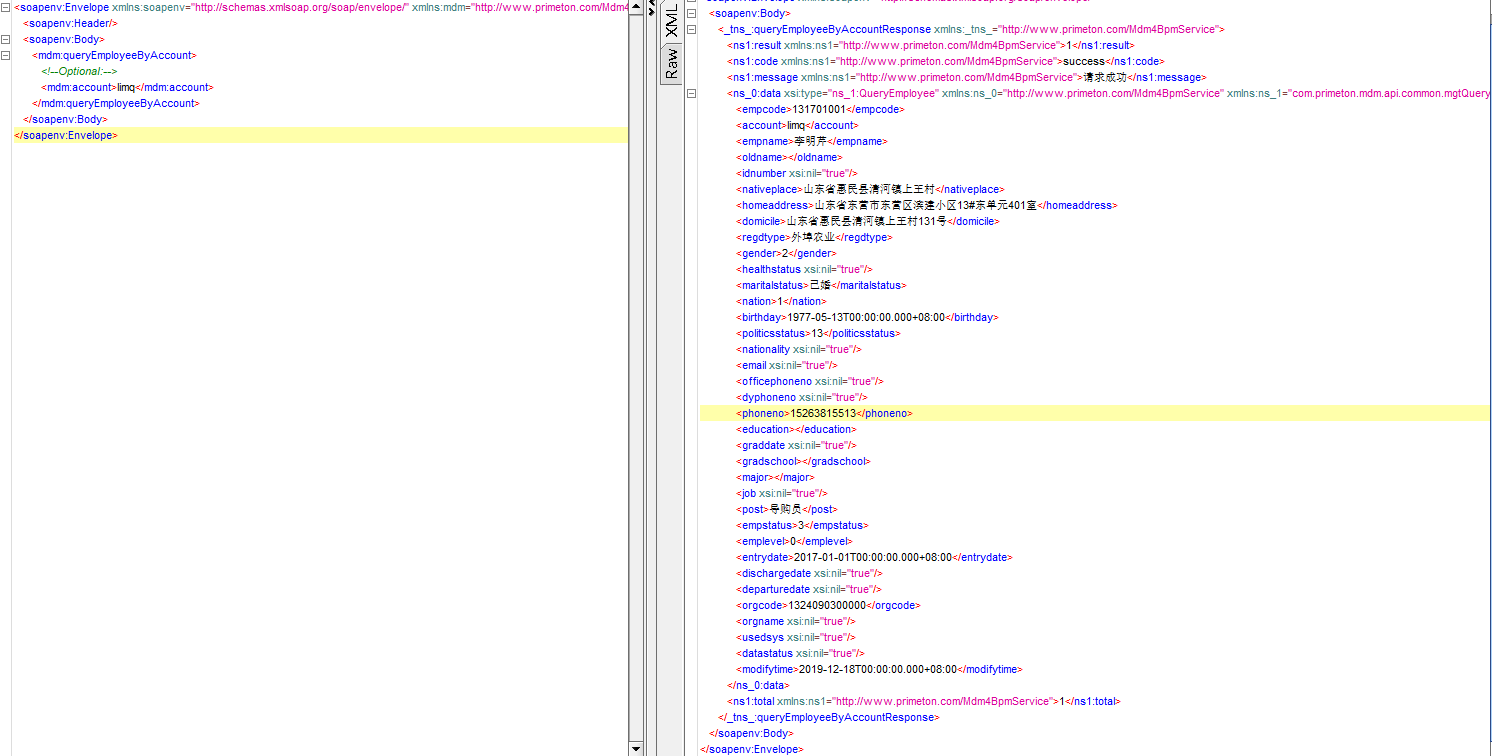 <soapenv:Envelope xmlns:soapenv="http://schemas.xmlsoap.org/soap/envelope/" xmlns:mdm="http://www.primeton.com/Mdm4
<soapenv:Header/>
<soapenv:Body>
<mdm:queryEmployeeByAccount>
<!--Optional:-->
<mdm:account>limq</mdm:account>
</mdm:queryEmployeeByAccount>
</soapenv:Body>
</soapenv:Envelope>
XML
Raw
<soapenv:Body>
<_tns_:queryEmployeeByAccountResponse xmlns:_tns_="http://www.primeton.com/Mdm4BpmService">
<ns1:result xmlns:ns1="http://www.primeton.com/Mdm4BpmService">1</ns1:result>
<ns1:code xmlns:ns1="http://www.primeton.com/Mdm4BpmService">success</ns1:code>
<ns1:message xmlns:ns1="http://www.primeton.com/Mdm4BpmService">请求成功</ns1:message>
<ns_0:data xsi:type="ns_1:QueryEmployee" xmlns:ns_0="http://www.primeton.com/Mdm4BpmService" xmlns:ns_1="com.primeton.mdm.api.common.mgtQuery
<empcode>131701001</empcode>
<account>limq</account>
<empname>李明芹</empname>
<oldname></oldname>
<idnumber xsi:nil="true"/>
<nativeplace>山东省惠民县清河镇上王村</nativeplace>
<homeaddress>山东省东营市东营区滨建小区13#东单元401室</homeaddress>
<domicile>山东省惠民县清河镇上王村131号</domicile>
<regdtype>外埠农业</regdtype>
<gender>2</gender>
<healthstatus xsi:nil="true"/>
<maritalstatus>已婚</maritalstatus>
<nation>1</nation>
<birthday>1977-05-13T00:00:00.000+08:00</birthday>
<politicsstatus>13</politicsstatus>
<nationality xsi:nil="true"/>
<email xsi:nil="true"/>
<officephoneno xsi:nil="true"/>
<dyphoneno xsi:nil="true"/>
<phoneno>15263815513</phoneno>
<education></education>
<graddate xsi:nil="true"/>
<gradschool></gradschool>
<major></major>
<job xsi:nil="true"/>
<post>导购员</post>
<empstatus>3</empstatus>
<emplevel>0</emplevel>
<entrydate>2017-01-01T00:00:00.000+08:00</entrydate>
<dischargedate xsi:nil="true"/>
<departuredate xsi:nil="true"/>
<orgcode>1324090300000</orgcode>
<orgname xsi:nil="true"/>
<usedsys xsi:nil="true"/>
<datastatus xsi:nil="true"/>
<modifytime>2019-12-18T00:00:00.000+08:00</modifytime>
</ns_0:data>
<ns1:total xmlns:ns1="http://www.primeton.com/Mdm4BpmService">1</ns1:total>
</_tns_:queryEmployeeByAccountResponse>
</soapenv:Body>
</soapenv:Envelope>